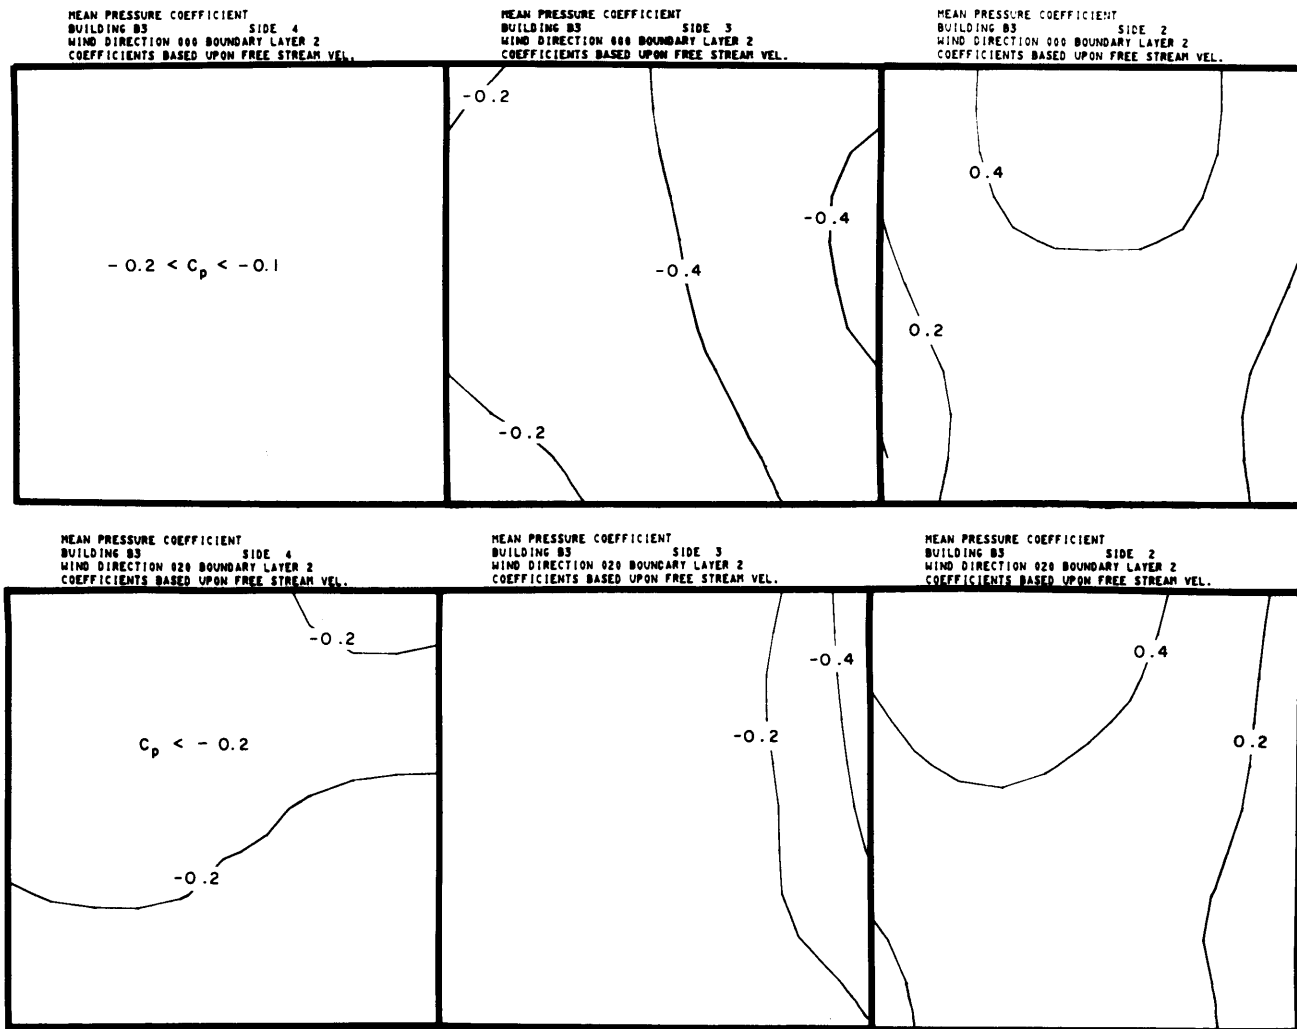 MEAN PRESSURE COEFFICIENT
BUILDING B3 SIDE 4
WIND DIRECTION 000 BOUNDARY LAYER 2
COEFFICIENTS BASED UPON FREE STREAM VEL.
-0.2 < Cp < -0.1
MEAN PRESSURE COEFFICIENT
BUILDING B3 SIDE 3
WIND DIRECTION 000 BOUNDARY LAYER 2
COEFFICIENTS BASED UPON FREE STREAM VEL.
-0.2
-0.4
-0.4
-0.2
MEAN PRESSURE COEFFICIENT
BUILDING B3 SIDE 2
WIND DIRECTION 000 BOUNDARY LAYER 2
COEFFICIENTS BASED UPON FREE STREAM VEL.
0.4
0.2
MEAN PRESSURE COEFFICIENT
BUILDING B3 SIDE 4
WIND DIRECTION 020 BOUNDARY LAYER 2
COEFFICIENTS BASED UPON FREE STREAM VEL.
-0.2
Cp < - 0.2
-0.2
MEAN PRESSURE COEFFICIENT
BUILDING B3 SIDE 3
WIND DIRECTION 020 BOUNDARY LAYER 2
COEFFICIENTS BASED UPON FREE STREAM VEL.
-0.4
-0.2
MEAN PRESSURE COEFFICIENT
BUILDING B3 SIDE 2
WIND DIRECTION 020 BOUNDARY LAYER 2
COEFFICIENTS BASED UPON FREE STREAM VEL.
0.4
0.2